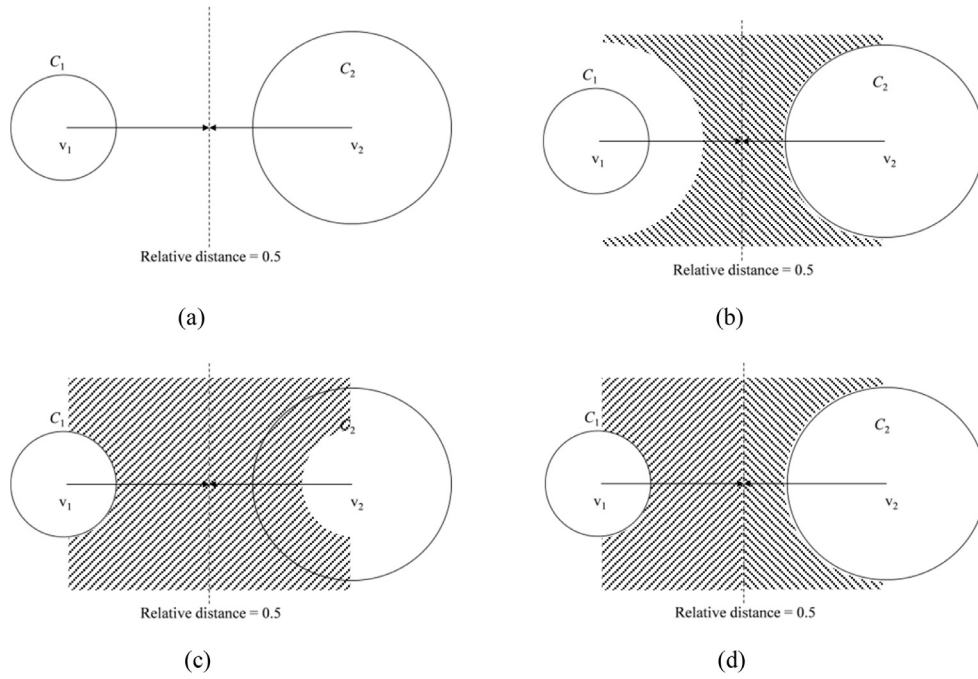 C1
C2
v1
v2
Relative distance = 0.5
(a)
C1
C2
v1
v2
Relative distance = 0.5
(b)
C1
C2
v1
v2
Relative distance = 0.5
(c)
C1
C2
v1
v2
Relative distance = 0.5
(d)